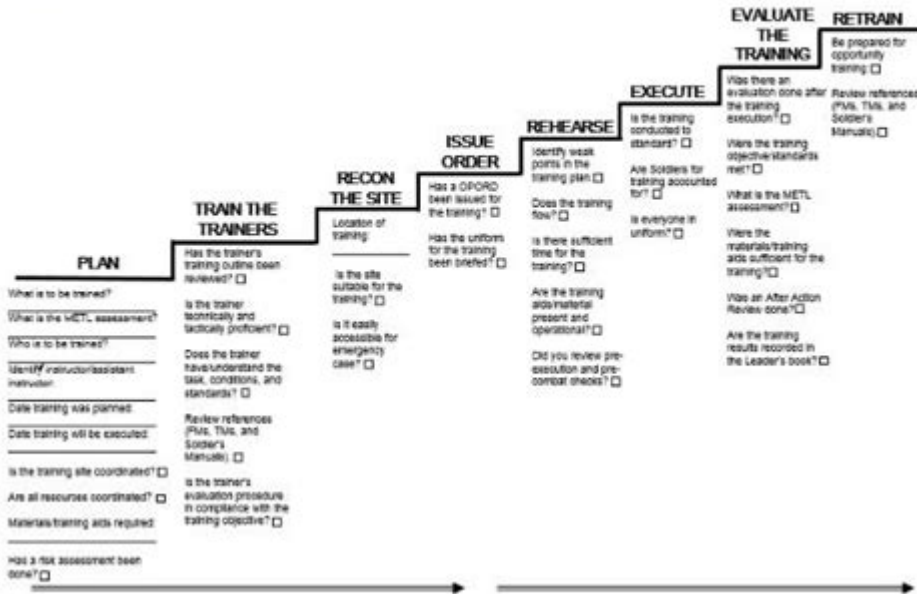 PLAN
What is to be trained?
What is the METL assessment?
Who is to be trained?
Identify instructor/assistant
instructor:
Date training was planned:
Date training will be executed:
Is the training site coordinated?
Are all resources coordinated?
Materials/training aids required:
Has a risk assessment been
done?
TRAIN THE
TRAINERS
Has the trainer's
training outline been
reviewed?
Is the trainer
technically and
tactically proficient?
Does the trainer
have/understand the
task, conditions, and
standards?
Review references
(FMs, TMs, and
Soldier's
Manuals).
Is the trainer's
evaluation procedure
in compliance with the
training objective?
RECON
THE SITE
Location of
training:
Is the site
suitable for the
training?
Is it easily
accessible for
emergency
case?
ISSUE
ORDER
Has a OPORD
been issued for
the training?
Has the uniform
for the training
been briefed?
REHEARSE
Identify weak
points in the
training plan
Does the training
flow?
Is there sufficient
time for the
training?
Are the training
aids/material
present and
operational?
Did you review pre-
execution and pre-
combat checks?
EXECUTE
Is the training
conducted to
standard?
Are Soldiers for
training accounted
for?
Is everyone in
uniform?
EVALUATE
THE
TRAINING
Was there an
evaluation done after
the training
execution?
Were the training
objective/standards
met?
What is the METL
assessment?
Were the
materials/training
aids sufficient for the
training?
Was an After Action
Review done?
Are the training
results recorded in
the Leader's book?
RETRAIN
Be prepared for
opportunity
training
Review references
(FMs, TMs, and
Soldier's
Manuals).